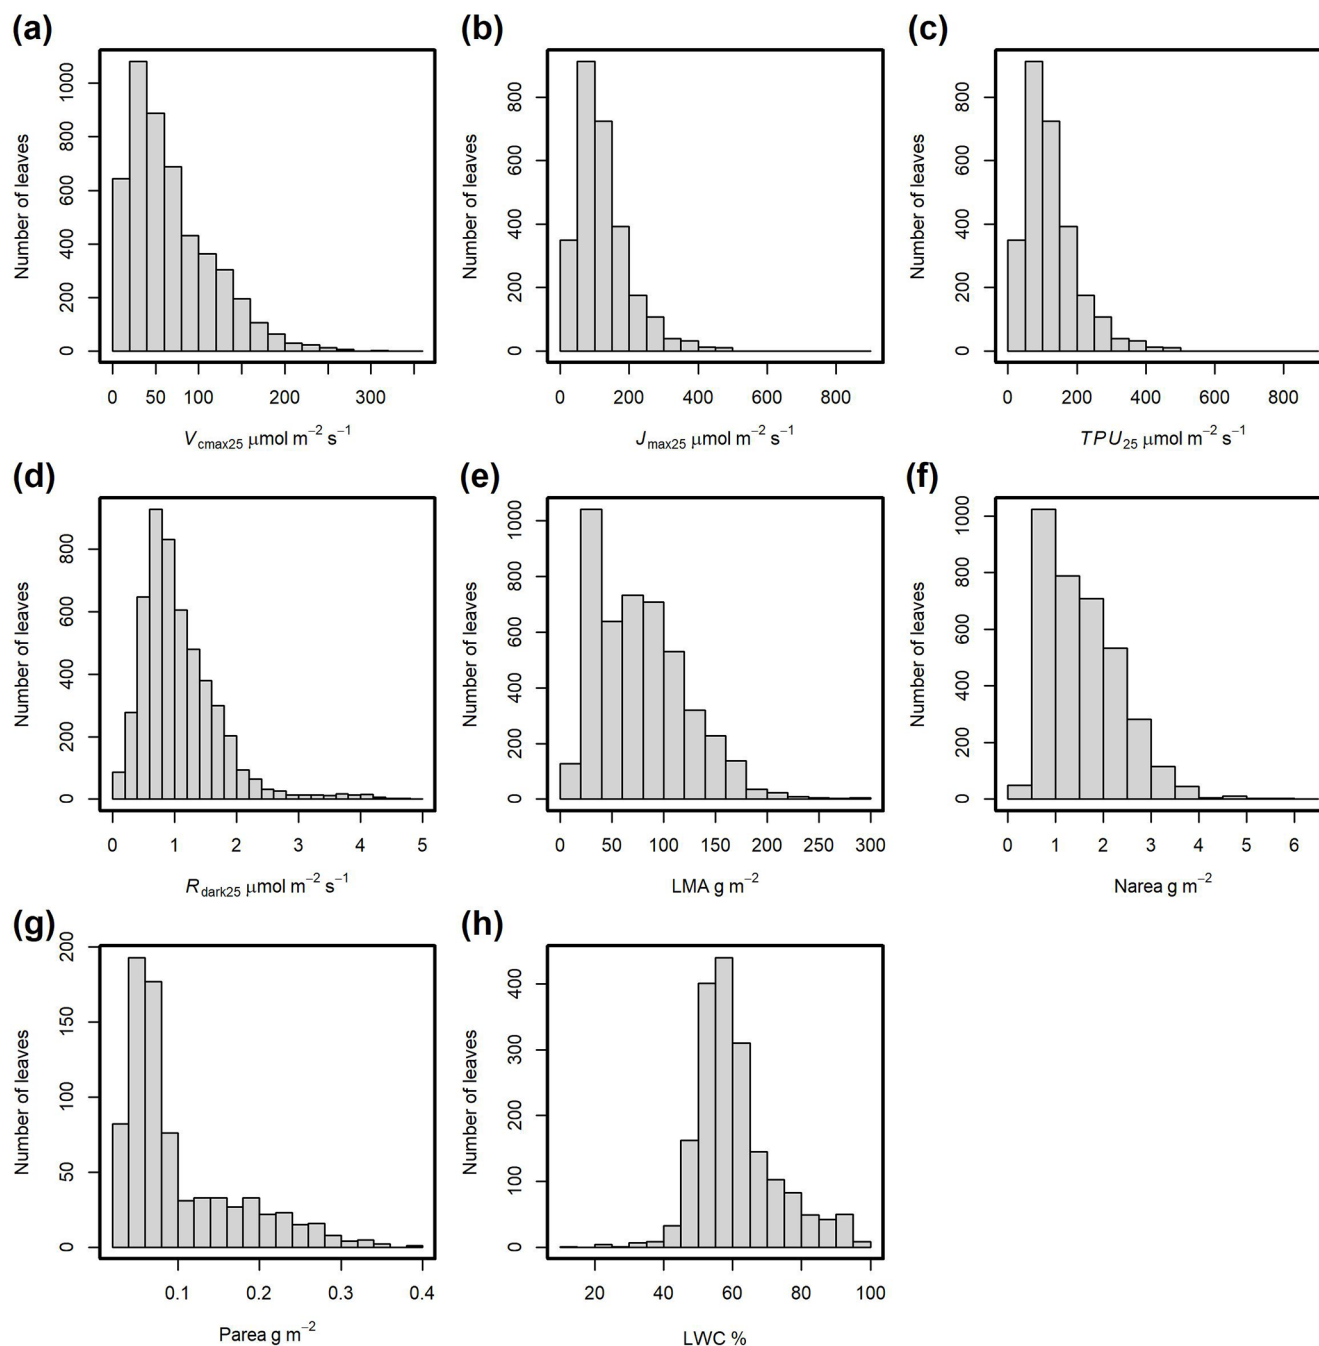 (a)
(b)
(c)
Number of leaves
0 200 400 600 800 1000
0 50 100 200 300
Vcmax25 μmol m−2 s−1
Number of leaves
0 200 400 600 800
0 200 400 600 800
Jmax25 μmol m−2 s−1
Number of leaves
0 200 400 600 800
0 200 400 600 800
TPU25 μmol m−2 s−1
(d)
(e)
(f)
Number of leaves
0 200 400 600 800
0 1 2 3 4 5
Rdark25 μmol m−2 s−1
Number of leaves
0 200 400 600 800 1000
0 50 100 150 200 250 300
LMA g m−2
Number of leaves
0 200 400 600 800 1000
0 1 2 3 4 5 6
Narea g m−2
(g)
(h)
Number of leaves
0 50 100 150 200
0.1 0.2 0.3 0.4
Parea g m−2
Number of leaves
0 100 200 300 400
20 40 60 80 100
LWC %